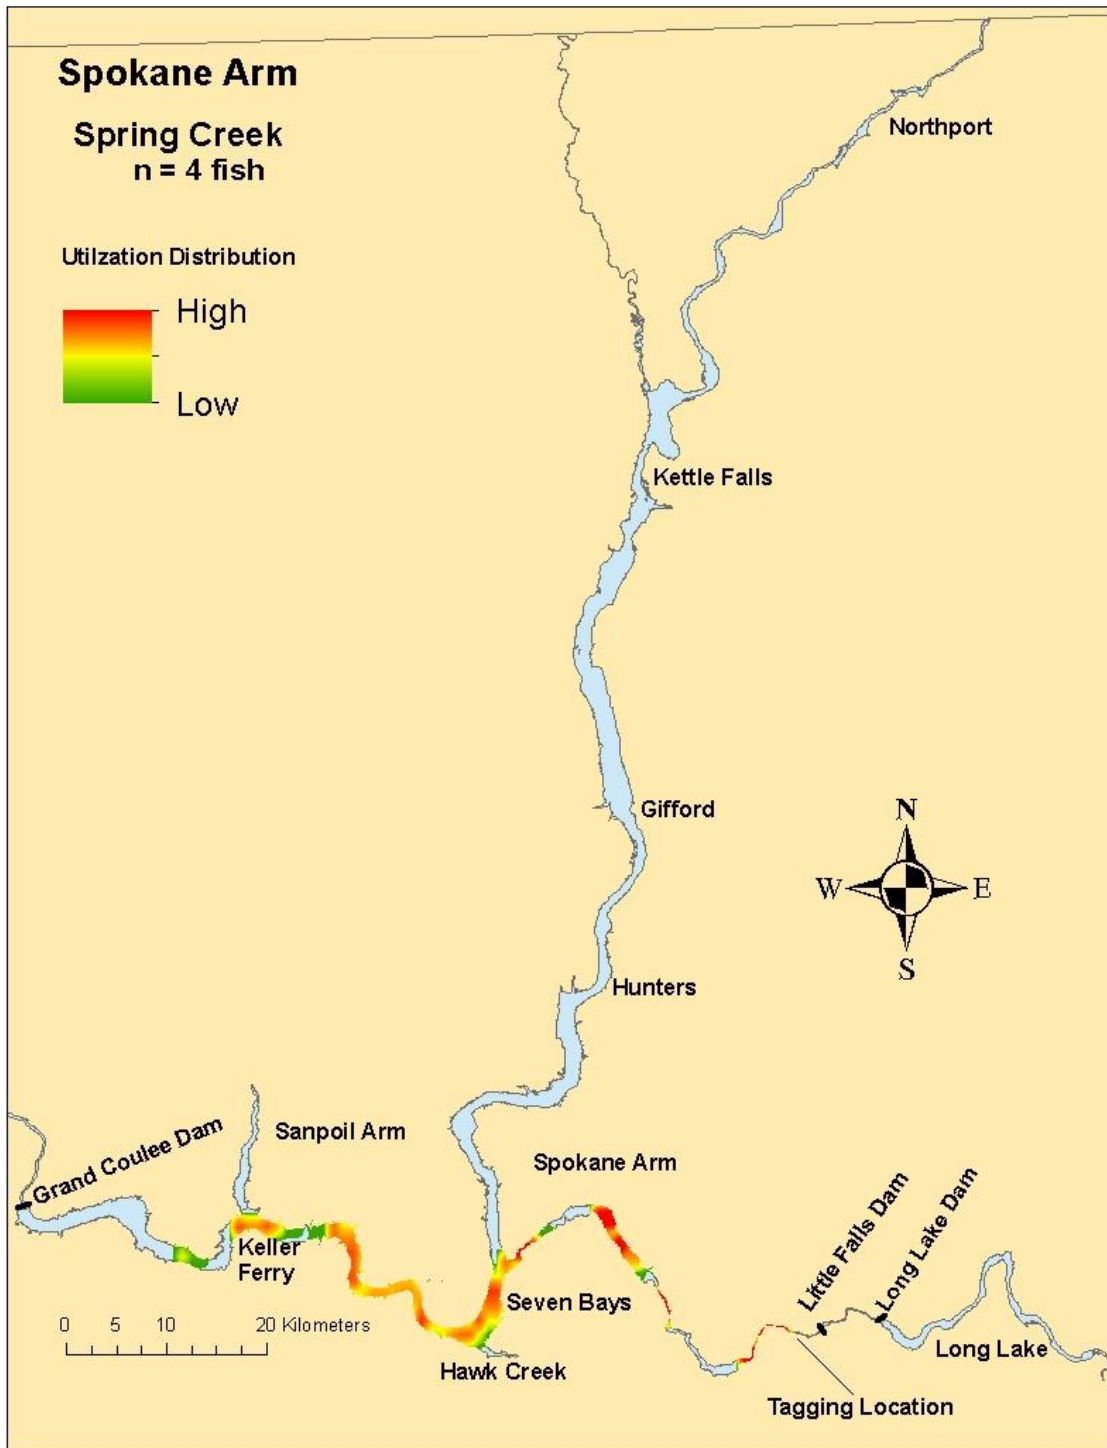 Spokane Arm
Spring Creek
n = 4 fish
Utilzation Distribution
High
Low
Northport
Kettle Falls
Gifford
N
W E
S
Hunters
Grand Coulee Dam
Sanpoil Arm
Spokane Arm
Little Falls Dam
Long Lake Dam
Keller
Ferry
Seven Bays
0 5 10 20 Kilometers
Hawk Creek
Long Lake
Tagging Location